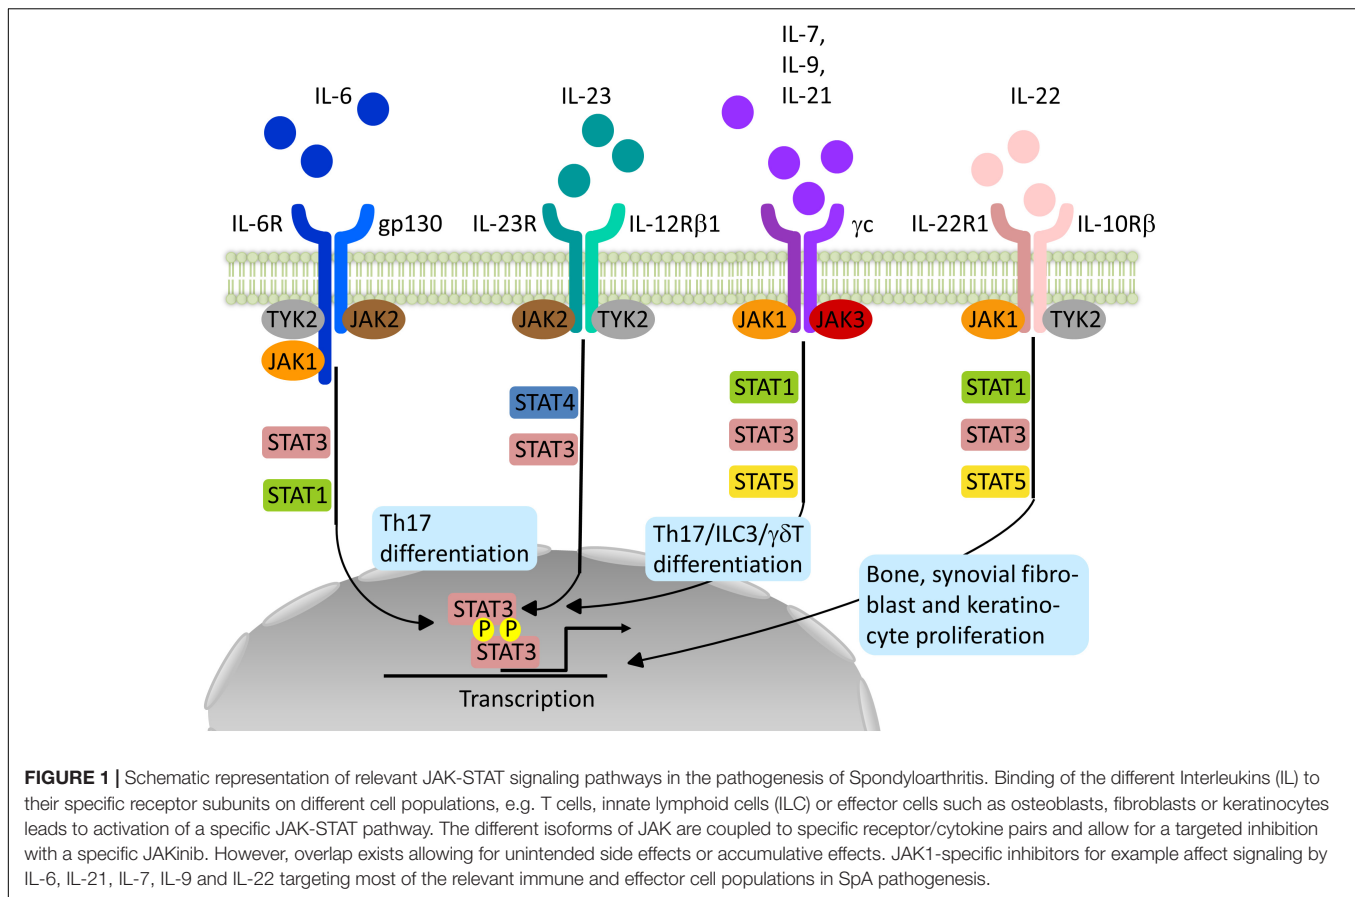 IL-7,
IL-9,
IL-6 IL-23 IL-21 IL-22
IL-6R gp130 IL-23R IL-12Rβ1 γc IL-22R1 IL-10Rβ
TYK2 JAK2 JAK2 TYK2 JAK1 JAK3 JAK1 TYK2
JAK1
STAT1 STAT1
STAT4
STAT3 STAT3 STAT3 STAT3
STAT5 STAT5
STAT1
Th17
differentiation
Th17/ILC3/γδT
differentiation
Bone, synovial fibro-
blast and keratino-
cyte proliferation
STAT3
P P
STAT3
Transcription
FIGURE 1 | Schematic representation of relevant JAK-STAT signaling pathways in the pathogenesis of Spondyloarthritis. Binding of the different Interleukins (IL) to
their specific receptor subunits on different cell populations, e.g. T cells, innate lymphoid cells (ILC) or effector cells such as osteoblasts, fibroblasts or keratinocytes
leads to activation of a specific JAK-STAT pathway. The different isoforms of JAK are coupled to specific receptor/cytokine pairs and allow for a targeted inhibition
with a specific JAKinib. However, overlap exists allowing for unintended side effects or accumulative effects. JAK1-specific inhibitors for example affect signaling by
IL-6, IL-21, IL-7, IL-9 and IL-22 targeting most of the relevant immune and effector cell populations in SpA pathogenesis.